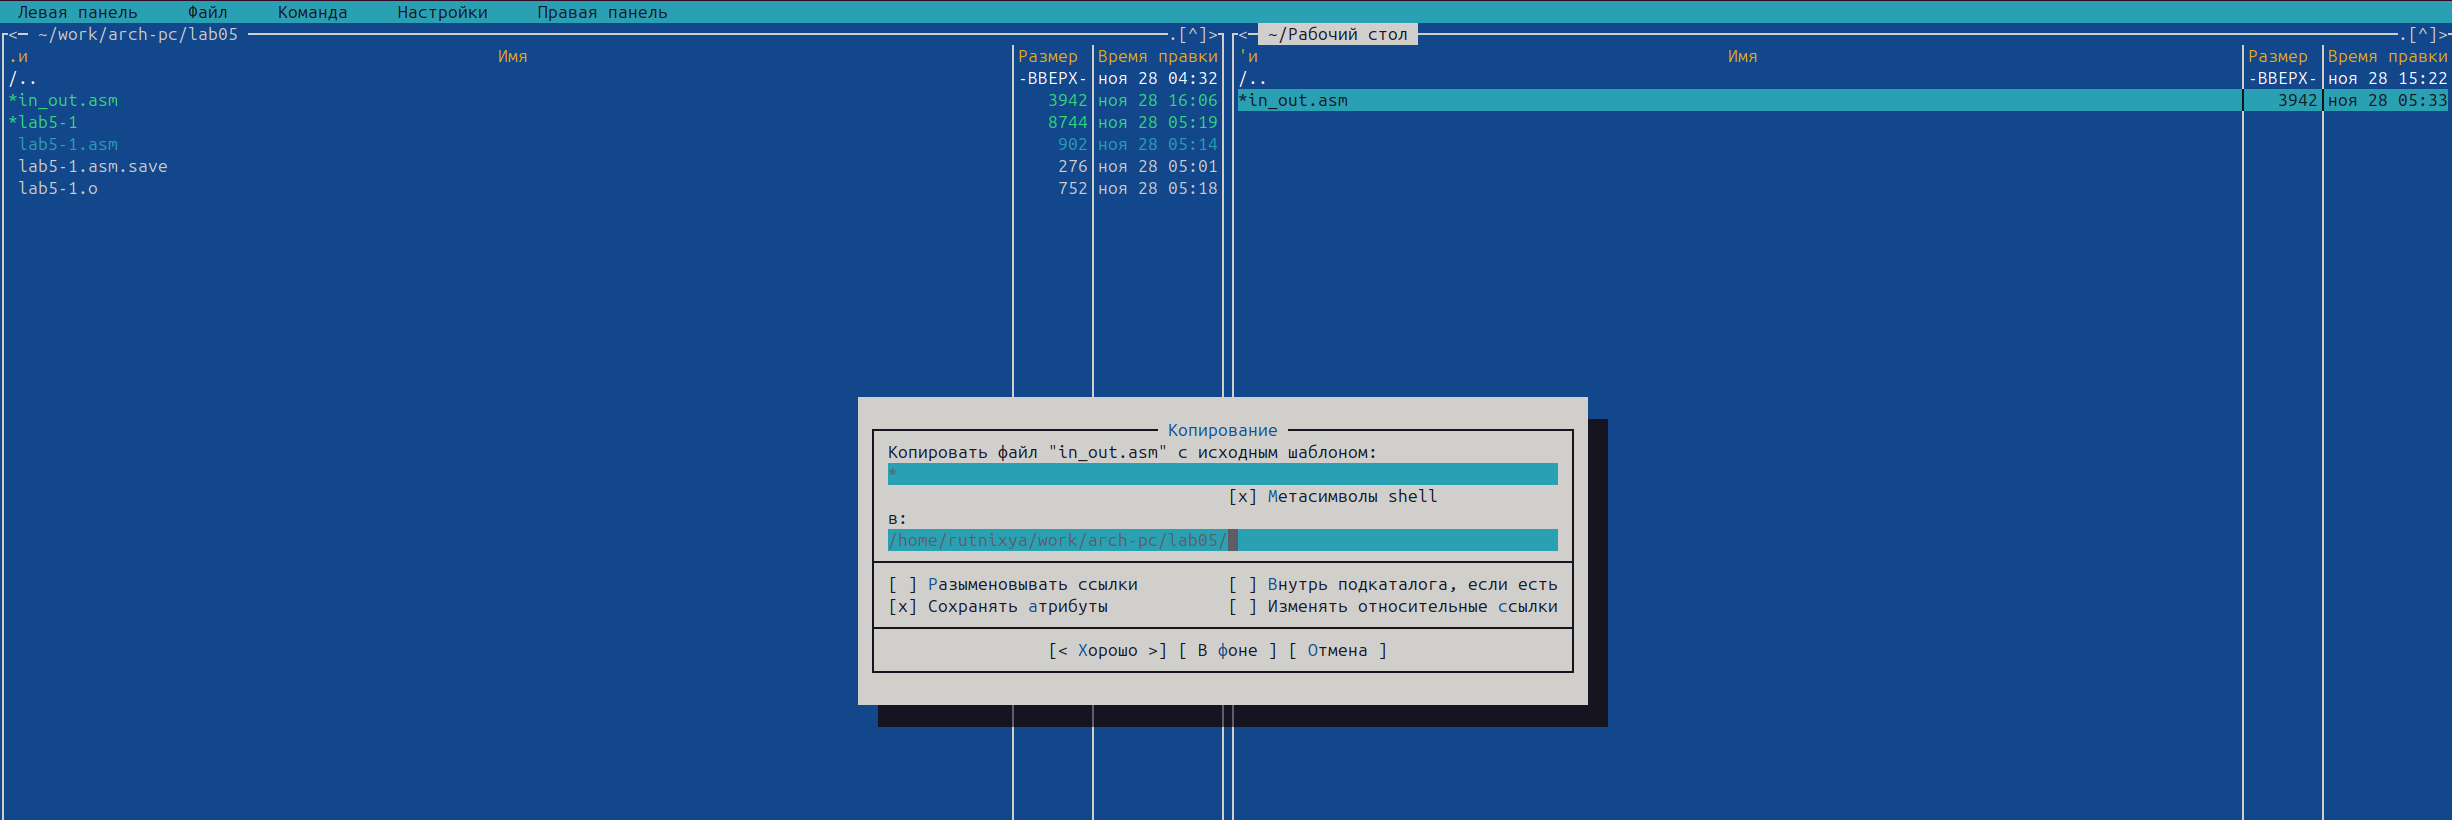 Левая панель Файл Команда Настройки Правая панель
<─ ~/work/arch-pc/lab05 .[^]> <─ ~/Рабочий стол .[^]>
.и Имя Размер Время правки 'и Имя Размер Время правки
/.. -ВВЕРХ- ноя 28 04:32 /.. -ВВЕРХ- ноя 28 15:22
*in_out.asm 3942 ноя 28 16:06 *in_out.asm 3942 ноя 28 05:33
*lab5-1 8744 ноя 28 05:19
lab5-1.asm 902 ноя 28 05:14
lab5-1.asm.save 276 ноя 28 05:01
lab5-1.o 752 ноя 28 05:18
Копирование
Копировать файл "in_out.asm" с исходным шаблоном:
*
[x] Метасимволы shell
в:
/home/rutnixya/work/arch-pc/lab05/
[ ] Разыменовывать ссылки [ ] Внутрь подкаталога, если есть
[x] Сохранять атрибуты [ ] Изменять относительные ссылки
[< Хорошо >] [ В фоне ] [ Отмена ]